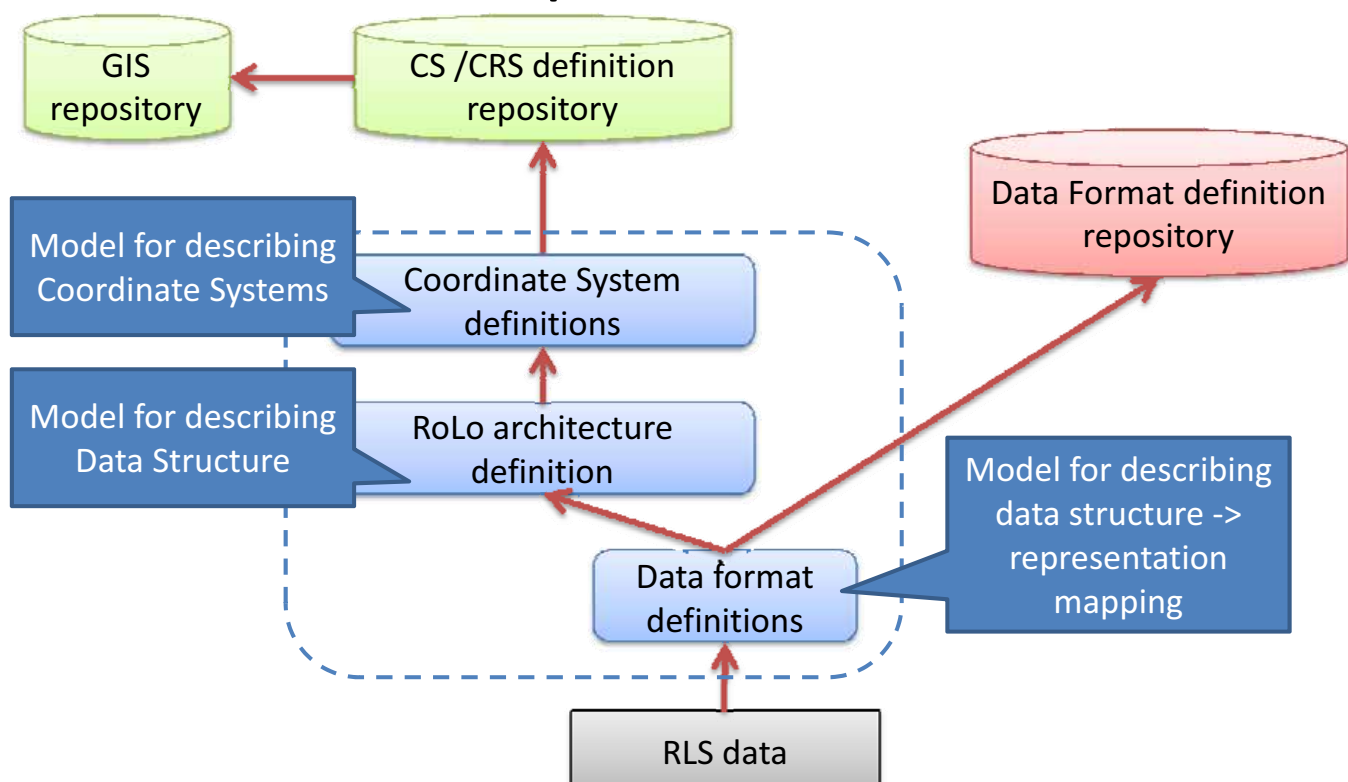 GIS
repository
CS /CRS definition
repository
Data Format definition
repository
Model for describing
Coordinate Systems
Coordinate System
definitions
Model for describing
Data Structure
RoLo architecture
definition
Model for describing
data structure ->
representation
mapping
Data format
definitions
RLS data